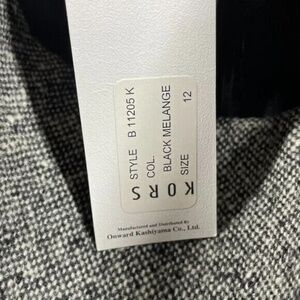 STYLE B 11205 K
COL.
BLACK MELANGE
SIZE 12
KORS
Manufactured and Distributed By
Onward Kashiyama Co., Ltd.